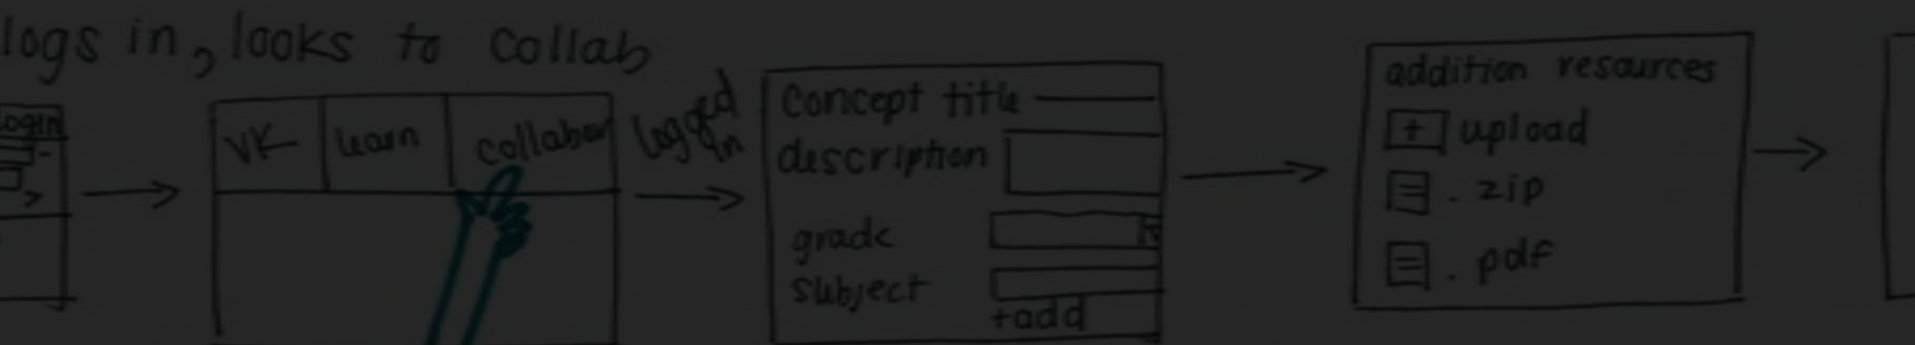 logs in, looks to collab
login
VK
learn
collabor
logged in
concept title
description
grade
subject
+add
addition resources
+ upload
.zip
.pdf